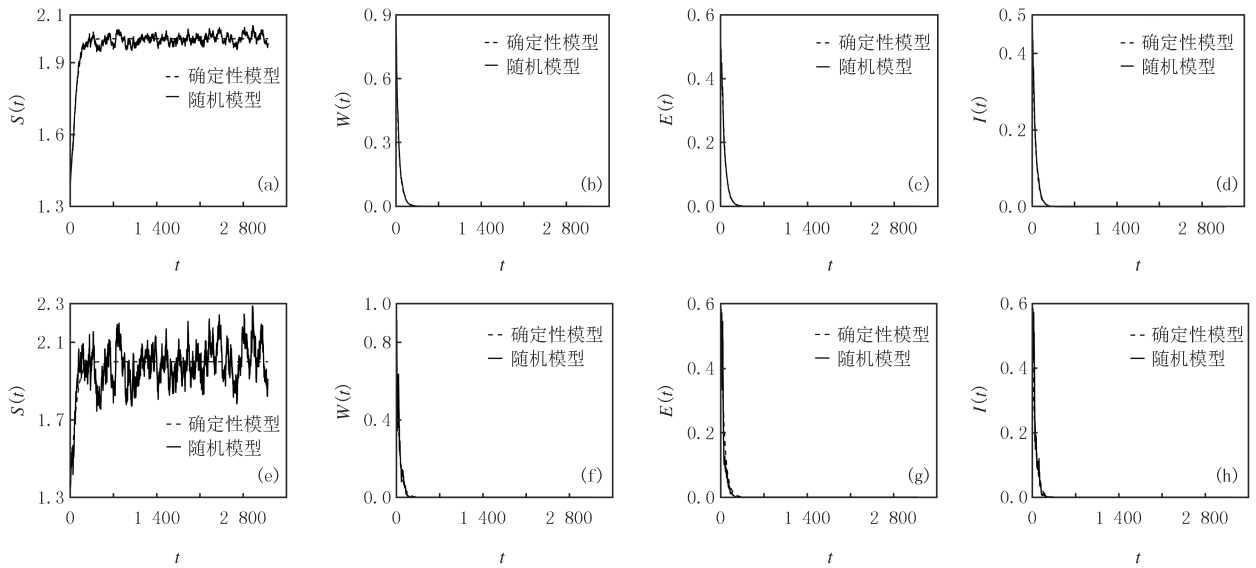 2.1
1.9
1.6
1.3
S(t)
-- 确定性模型
— 随机模型
(a)
0
1 400
2 800
t
0.9
0.6
0.3
0.0
W(t)
-- 确定性模型
— 随机模型
(b)
0
1 400
2 800
t
0.6
0.4
0.2
0.0
E(t)
-- 确定性模型
— 随机模型
(c)
0
1 400
2 800
t
0.5
0.4
0.2
0.0
I(t)
-- 确定性模型
— 随机模型
(d)
0
1 400
2 800
t
2.3
2.1
1.7
1.3
S(t)
-- 确定性模型
— 随机模型
(e)
0
1 400
2 800
t
1.0
0.8
0.4
0.0
W(t)
-- 确定性模型
— 随机模型
(f)
0
1 400
2 800
t
0.6
0.4
0.2
0.0
E(t)
-- 确定性模型
— 随机模型
(g)
0
1 400
2 800
t
0.6
0.4
0.2
0.0
I(t)
-- 确定性模型
— 随机模型
(h)
0
1 400
2 800
t